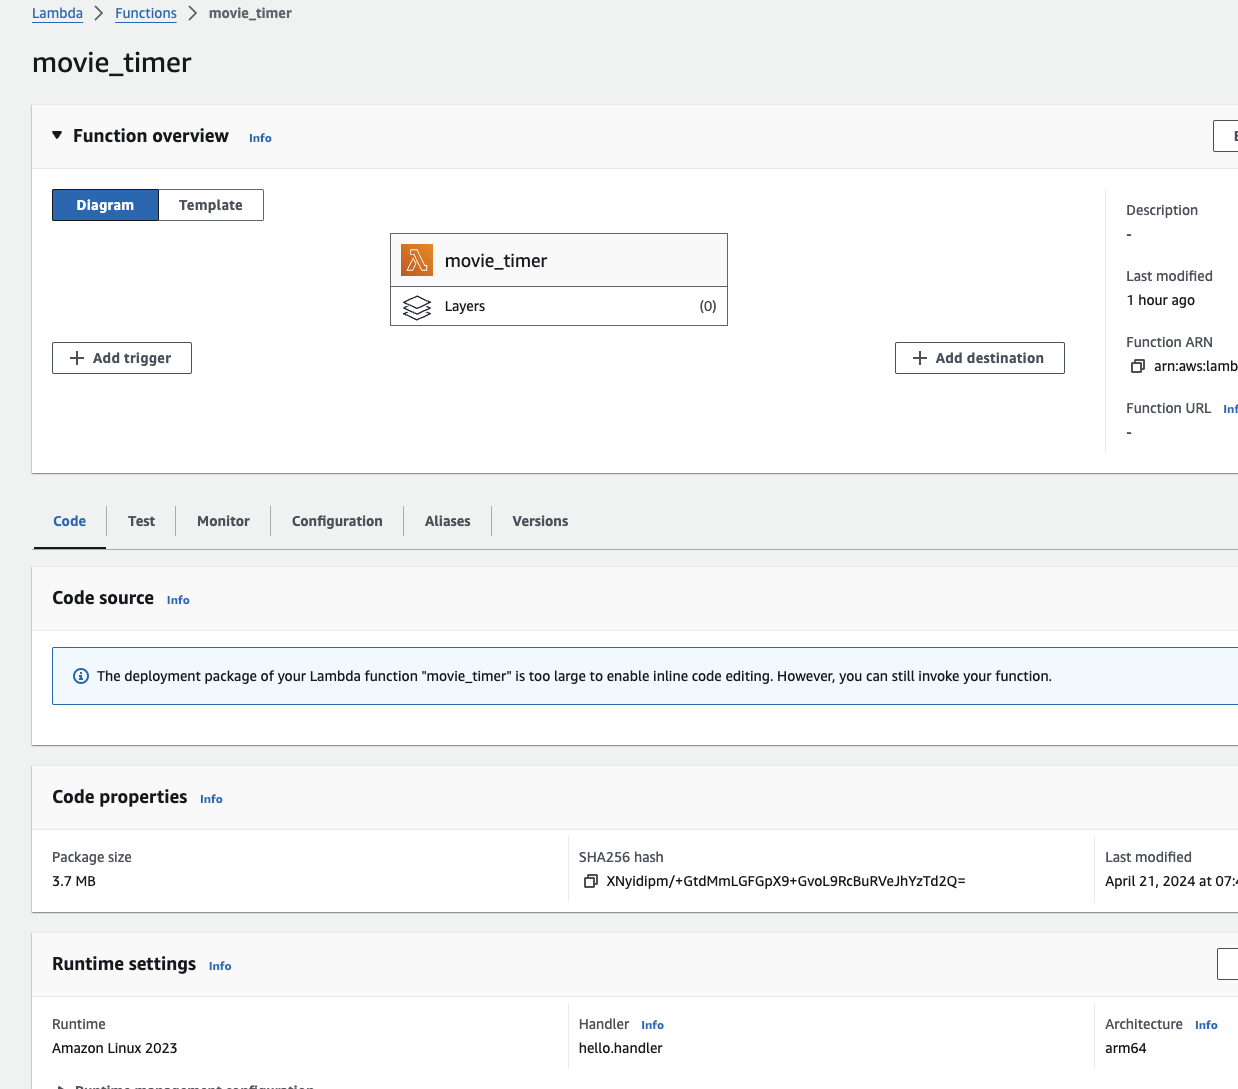 Lambda > Functions > movie_timer
movie_timer
Function overview Info
Diagram Template
movie_timer
Layers (0)
+ Add trigger
+ Add destination
Description
-
Last modified
1 hour ago
Function ARN
arn:aws:lamb
Function URL Inf
-
Code Test Monitor Configuration Aliases Versions
Code source Info
The deployment package of your Lambda function "movie_timer" is too large to enable inline code editing. However, you can still invoke your function.
Code properties Info
Package size
3.7 MB
SHA256 hash
XNyidipm/+GtdMmLGFGpX9+GvoL9RcBuRVeJhYzTd2Q=
Last modified
April 21, 2024 at 07:4
Runtime settings Info
Runtime
Amazon Linux 2023
Handler Info
hello.handler
Architecture Info
arm64
Runtime management configuration